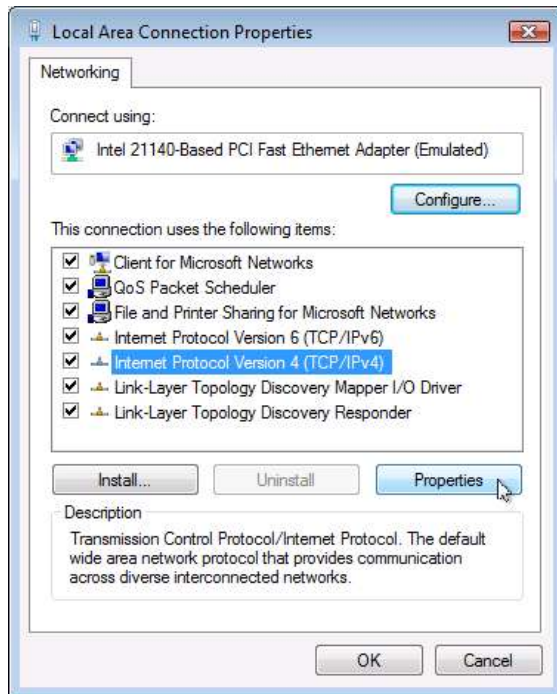 Local Area Connection Properties
Networking
Connect using:
Intel 21140-Based PCI Fast Ethernet Adapter (Emulated)
Configure...
This connection uses the following items:
Client for Microsoft Networks
QoS Packet Scheduler
File and Printer Sharing for Microsoft Networks
Internet Protocol Version 6 (TCP/IPv6)
Internet Protocol Version 4 (TCP/IPv4)
Link-Layer Topology Discovery Mapper I/O Driver
Link-Layer Topology Discovery Responder
Install... Uninstall Properties
Description
Transmission Control Protocol/Internet Protocol. The default
wide area network protocol that provides communication
across diverse interconnected networks.
OK Cancel